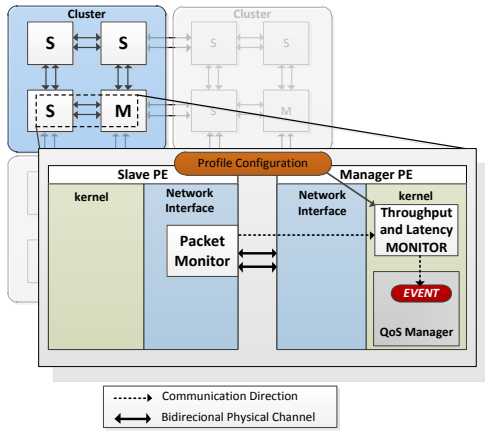 Cluster
Cluster
S S S S
S M S M
Profile Configuration
Slave PE Manager PE
kernel Network Interface Network Interface kernel
Packet Monitor
Throughput and Latency MONITOR
EVENT
QoS Manager
Communication Direction
Bidirecional Physical Channel